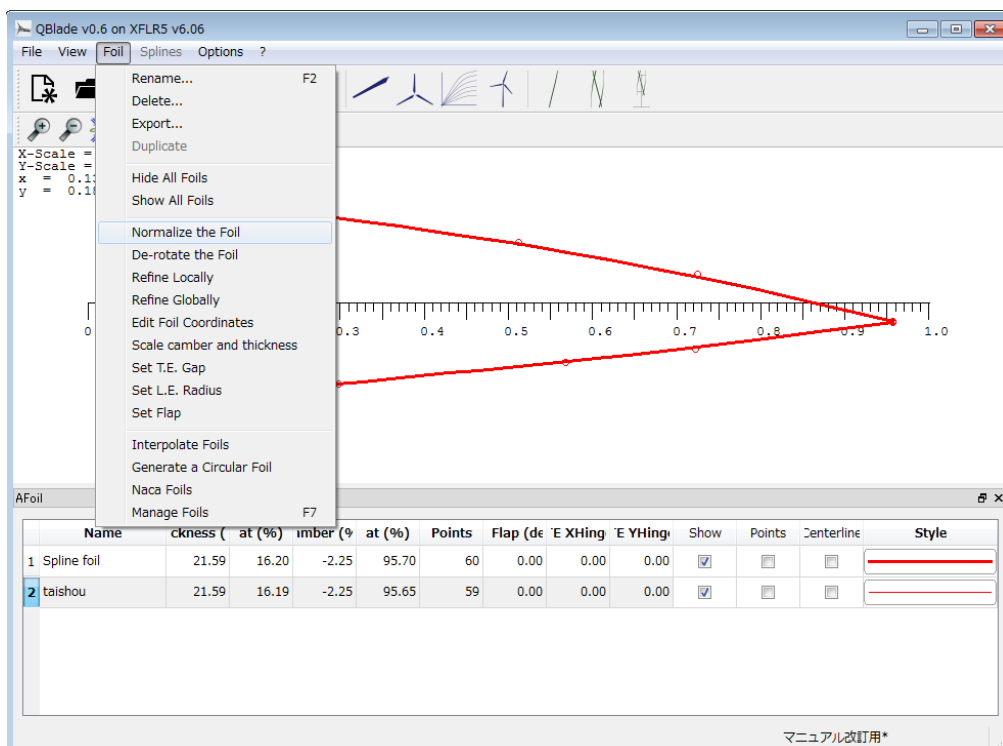 QBlade v0.6 on XFLR5 v6.06
File View Foil Splines Options ?
Rename... F2
Delete...
Export...
Duplicate
Hide All Foils
Show All Foils
Normalize the Foil
De-rotate the Foil
Refine Locally
Refine Globally
Edit Foil Coordinates
Scale camber and thickness
Set T.E. Gap
Set L.E. Radius
Set Flap
Interpolate Foils
Generate a Circular Foil
Naca Foils
Manage Foils F7
X-Scale =
Y-Scale =
x =
y =
0.3 0.4 0.5 0.6 0.7 0.8 0.9 1.0
AFoil
Name ckness ( at (%) mber (% at (%) Points Flap (de XHing YHing Show Points Centerline Style
1 Spline foil 21.59 16.20 -2.25 95.70 60 0.00 0.00 0.00
2 taishou 21.59 16.19 -2.25 95.65 59 0.00 0.00 0.00
マニュアル改訂用*